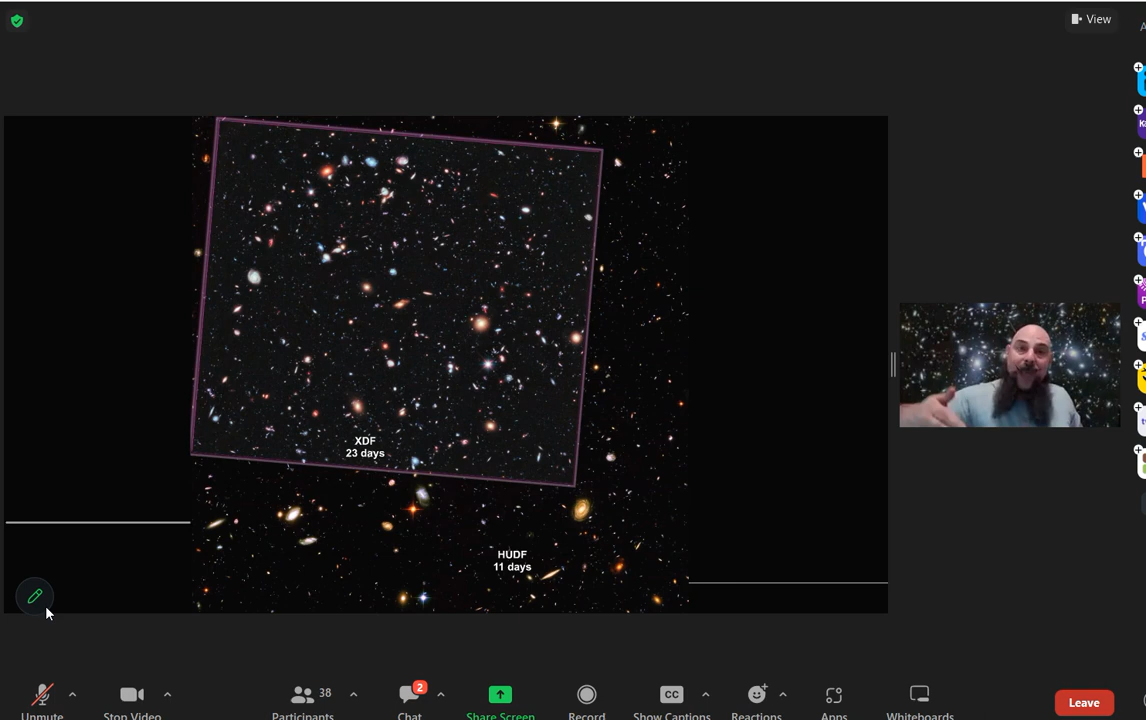 View
XDF
23 days
HUDF
11 days
38
2
CC
Unmute
Stop Video
Participants
Chat
Share Screen
Record
Show Captions
Reactions
Apps
Whiteboards
Leave